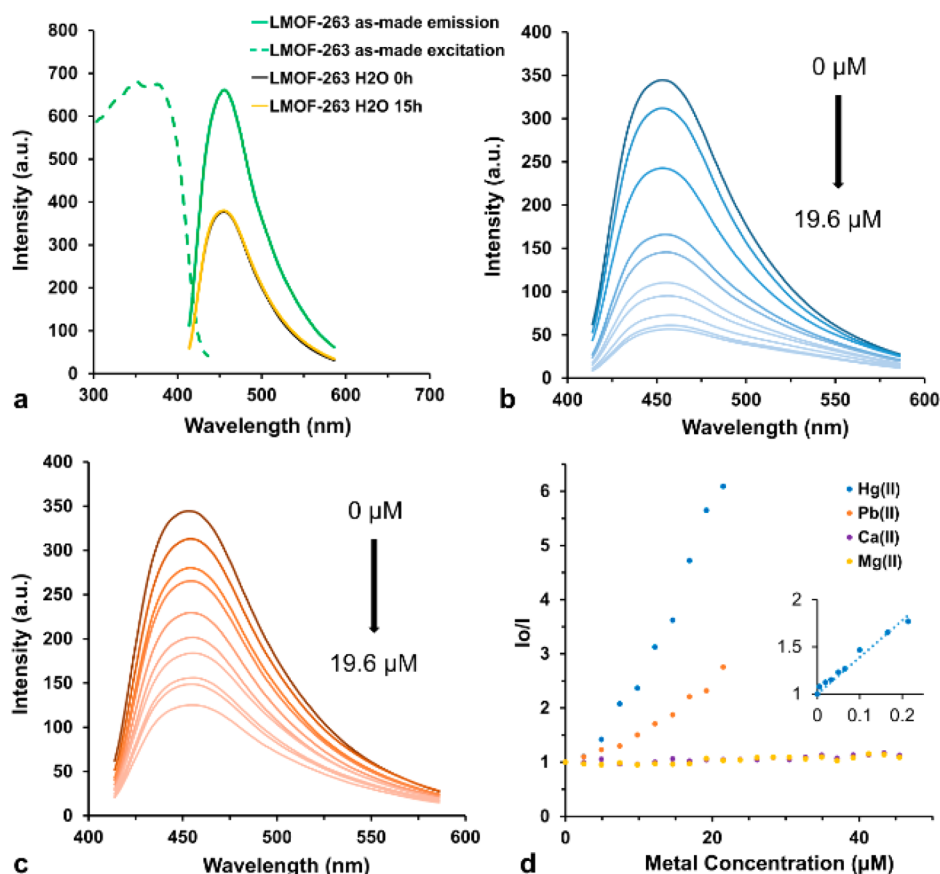 800
700
600
500
400
300
200
100
0
Intensity (a.u.)
300 400 500 600 700
Wavelength (nm)
LMOF-263 as-made emission
LMOF-263 as-made excitation
LMOF-263 H2O 0h
LMOF-263 H2O 15h
a
400
350
300
250
200
150
100
50
0
Intensity (a.u.)
400 450 500 550 600
Wavelength (nm)
0 µM
19.6 µM
b
400
350
300
250
200
150
100
50
0
Intensity (a.u.)
400 450 500 550 600
Wavelength (nm)
0 µM
19.6 µM
c
6
5
4
3
2
1
0
Io/I
0 20 40
Metal Concentration (µM)
Hg(II)
Pb(II)
Ca(II)
Mg(II)
2
1.5
1
0 0.1 0.2
d